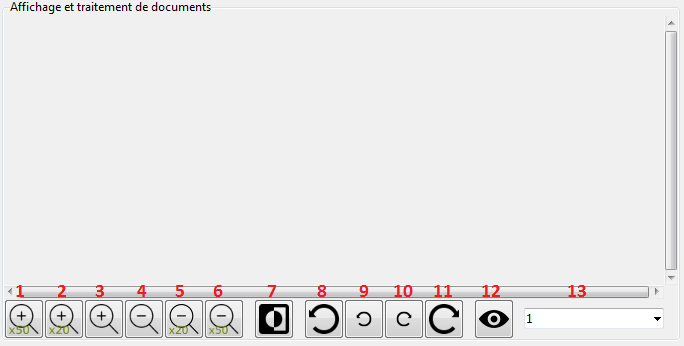 Affichage et traitement de documents
1 2 3 4 5 6 7 8 9 10 11 12 13
x50 x20 x20 x50 1